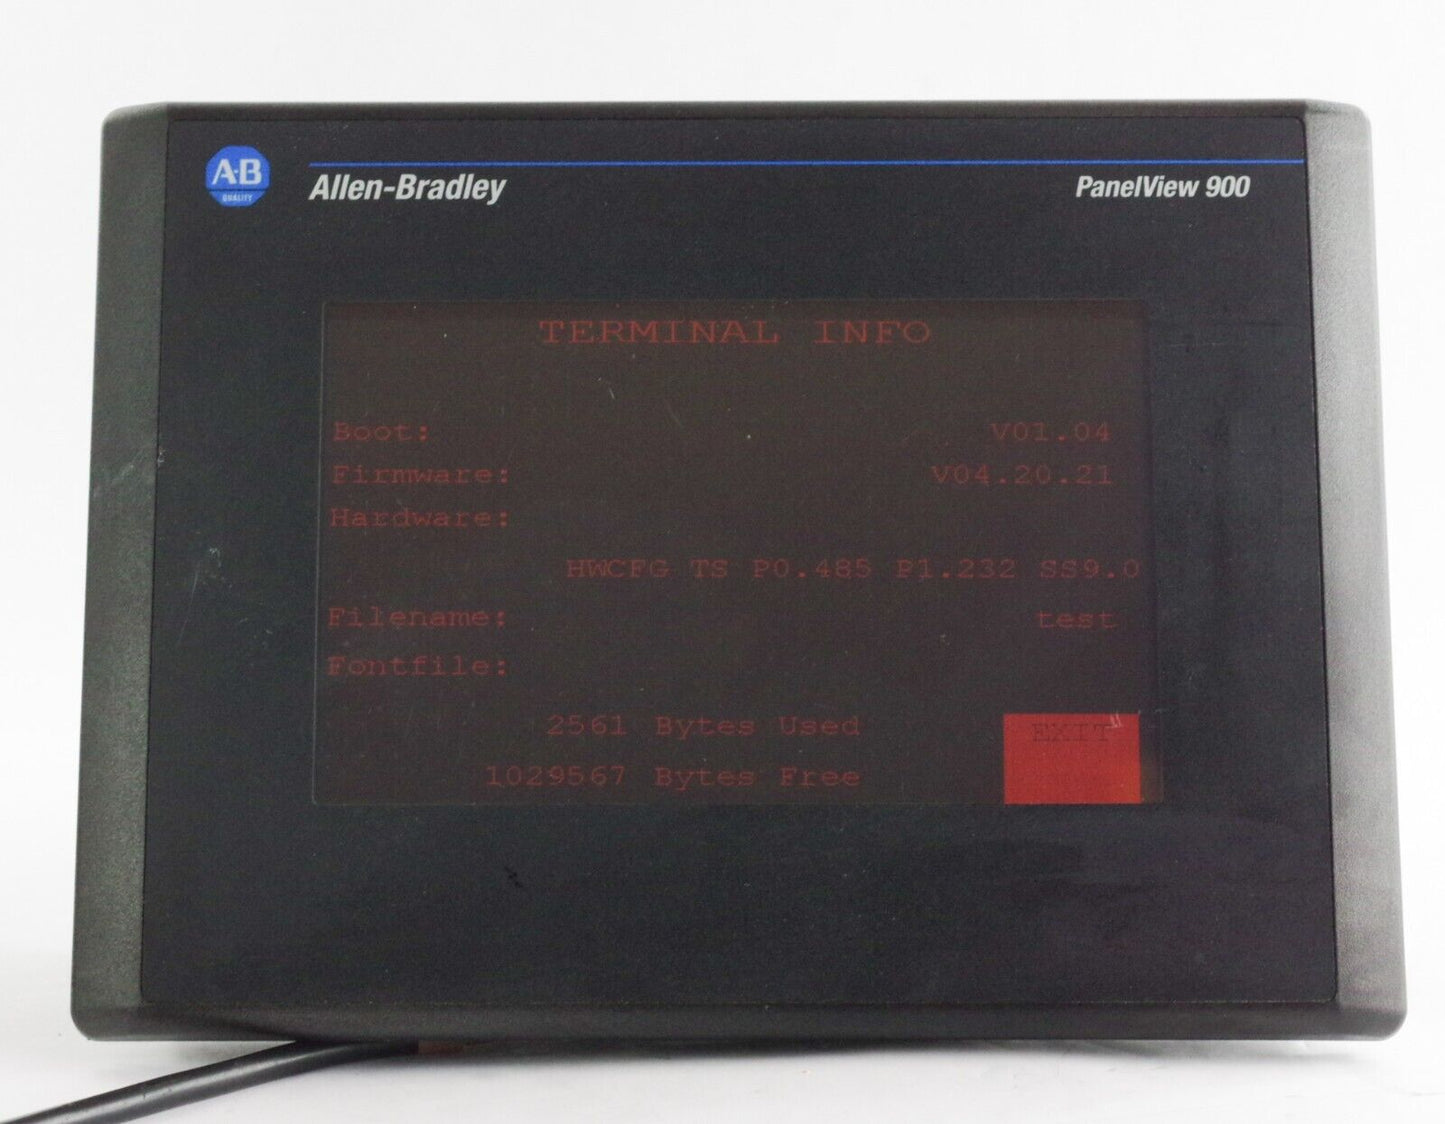 A·B
QUALITY
Allen-Bradley
PanelView 900
TERMINAL INFO
Boot: V01.04
Firmware: V04.20.21
Hardware:
HWCFG TS P0.485 P1.232 SS9.0
Filename: test
Fontfile:
2561 Bytes Used
EXIT
1029567 Bytes Free